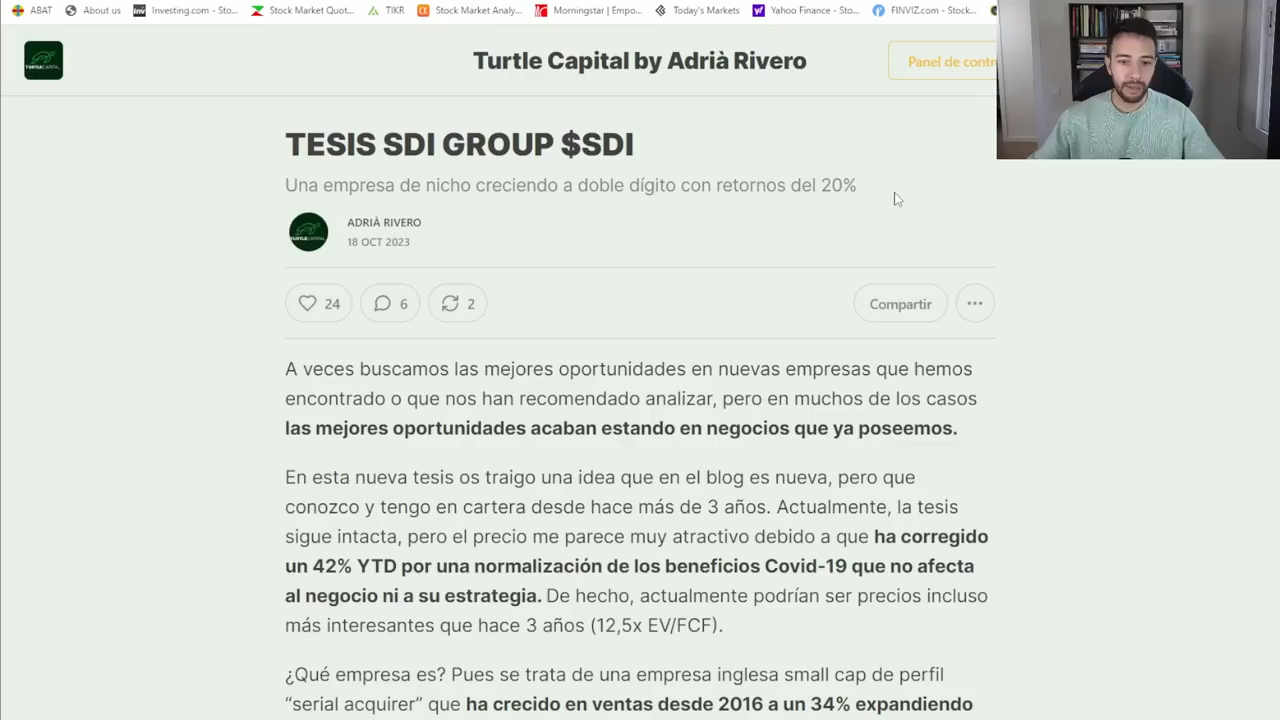 ABAT About us Investing.com - Sto... Stock Market Quot... TIKR Stock Market Analy... Morningstar | Empo... Today's Markets Yahoo Finance - Sto... FINVIZ.com - Stock...
Turtle Capital by Adrià Rivero
Panel de contr
TESIS SDI GROUP $SDI
Una empresa de nicho creciendo a doble dígito con retornos del 20%
ADRIÀ RIVERO
18 OCT 2023
24 6 2 Compartir
A veces buscamos las mejores oportunidades en nuevas empresas que hemos
encontrado o que nos han recomendado analizar, pero en muchos de los casos
las mejores oportunidades acaban estando en negocios que ya poseemos.
En esta nueva tesis os traigo una idea que en el blog es nueva, pero que
conozco y tengo en cartera desde hace más de 3 años. Actualmente, la tesis
sigue intacta, pero el precio me parece muy atractivo debido a que ha corregido
un 42% YTD por una normalización de los beneficios Covid-19 que no afecta
al negocio ni a su estrategia. De hecho, actualmente podrían ser precios incluso
más interesantes que hace 3 años (12,5x EV/FCF).
¿Qué empresa es? Pues se trata de una empresa inglesa small cap de perfil
“serial acquirer” que ha crecido en ventas desde 2016 a un 34% expandiendo